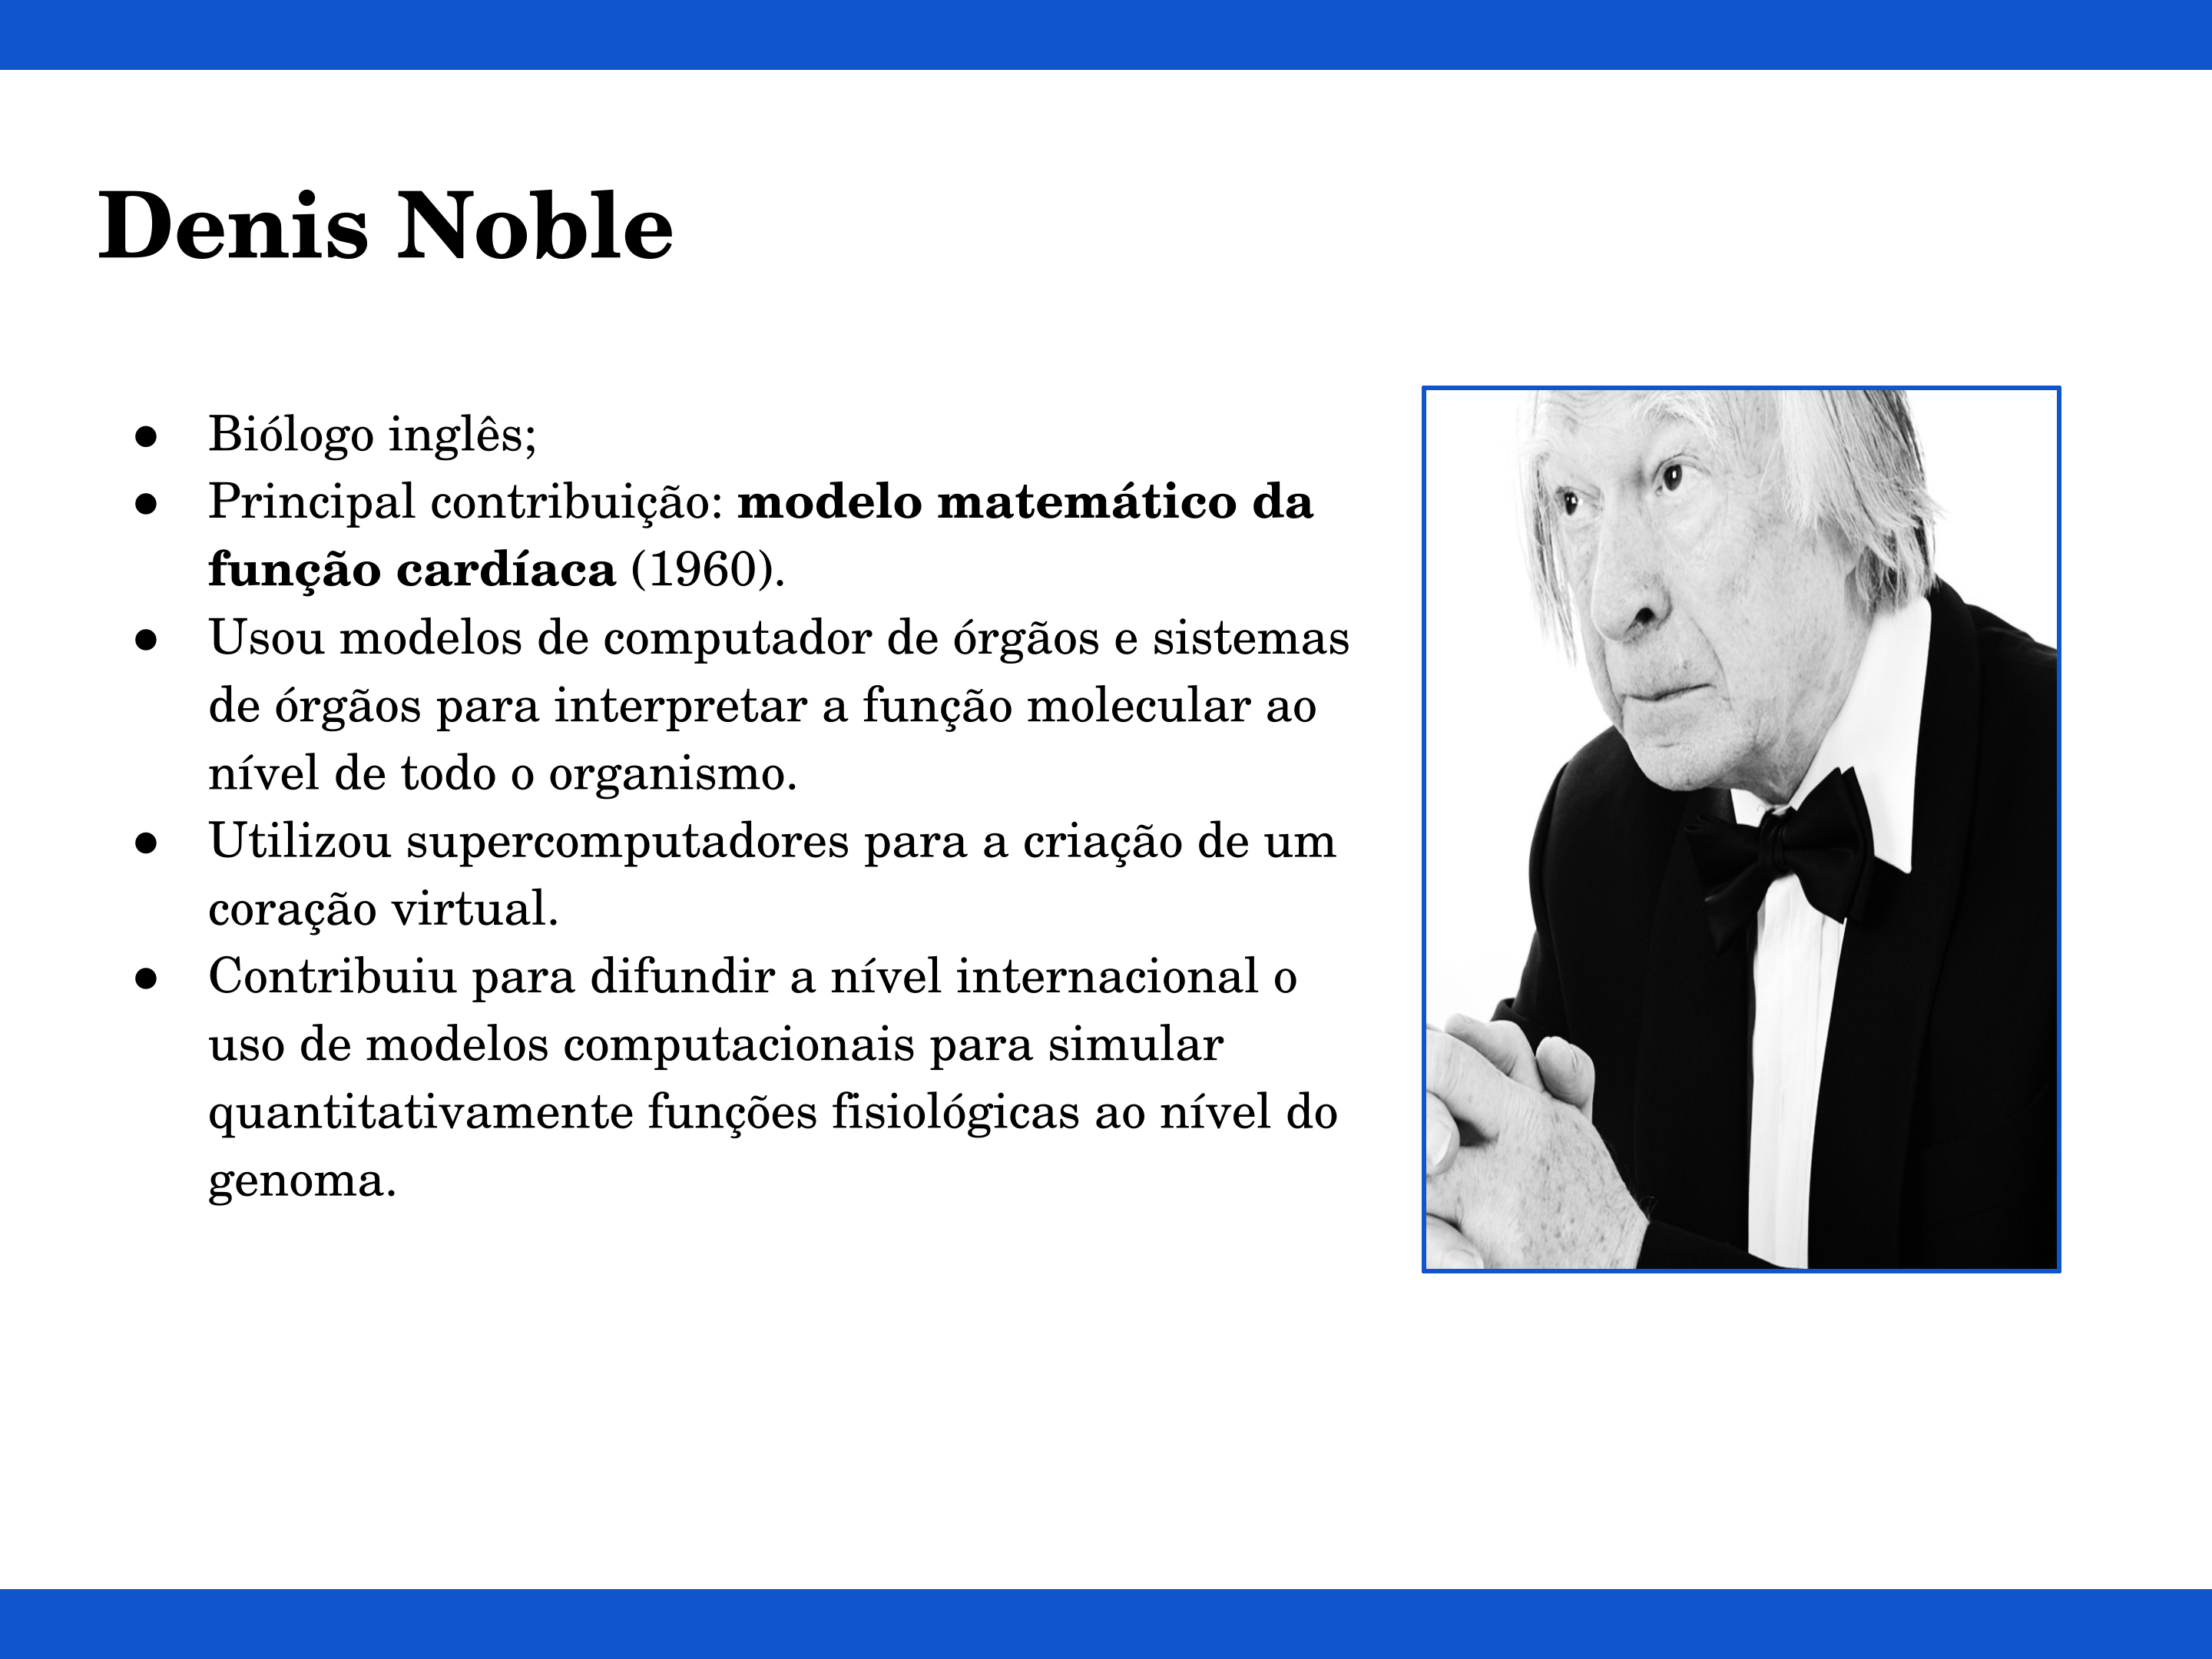 Denis Noble
● Biólogo inglês;
● Principal contribuição: modelo matemático da
função cardíaca (1960).
● Usou modelos de computador de órgãos e sistemas
de órgãos para interpretar a função molecular ao
nível de todo o organismo.
● Utilizou supercomputadores para a criação de um
coração virtual.
● Contribuiu para difundir a nível internacional o
uso de modelos computacionais para simular
quantitativamente funções fisiológicas ao nível do
genoma.